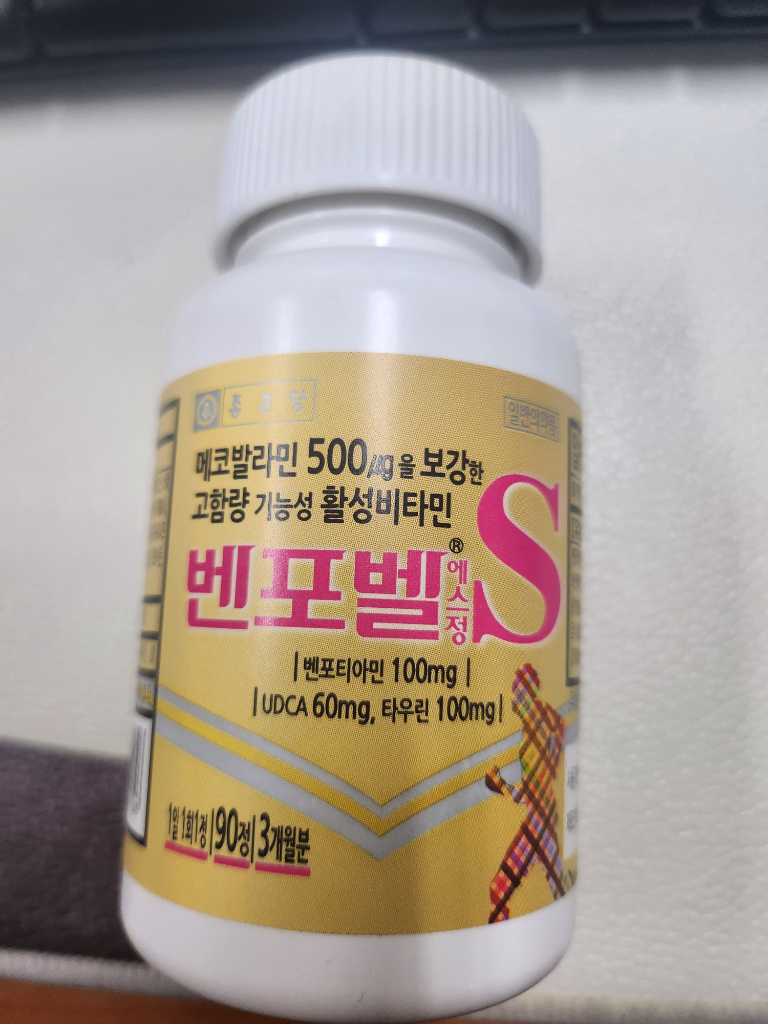 종근당
일반의약품
메코발라민 500μg을 보강한
고함량 기능성 활성비타민
벤포벨® 에스정 S
벤포티아민 100mg
UDCA 60mg, 타우린 100mg
1일 1회 1정 | 90정 | 3개월분